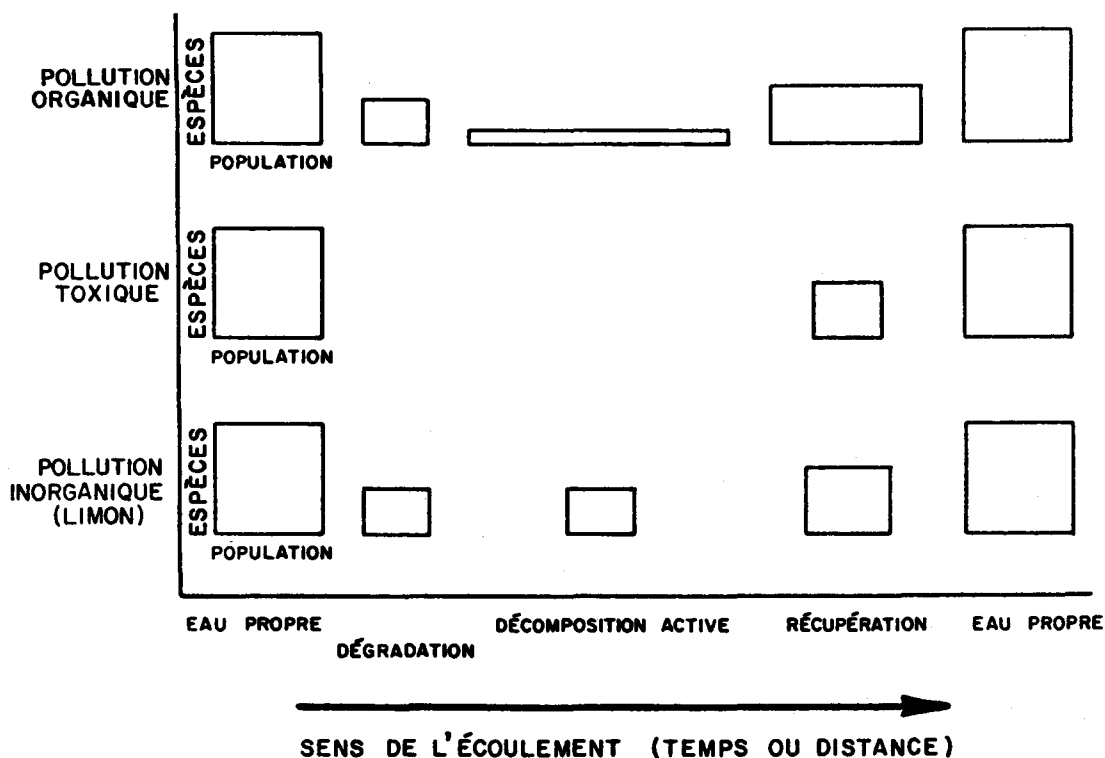 POLLUTION
ORGANIQUE
ESPÈCES
POPULATION
POLLUTION
TOXIQUE
ESPÈCES
POPULATION
POLLUTION
INORGANIQUE
(LIMON)
ESPÈCES
POPULATION
EAU PROPRE
DÉGRADATION
DÉCOMPOSITION ACTIVE
RÉCUPÉRATION
EAU PROPRE
SENS DE L'ÉCOULEMENT (TEMPS OU DISTANCE)